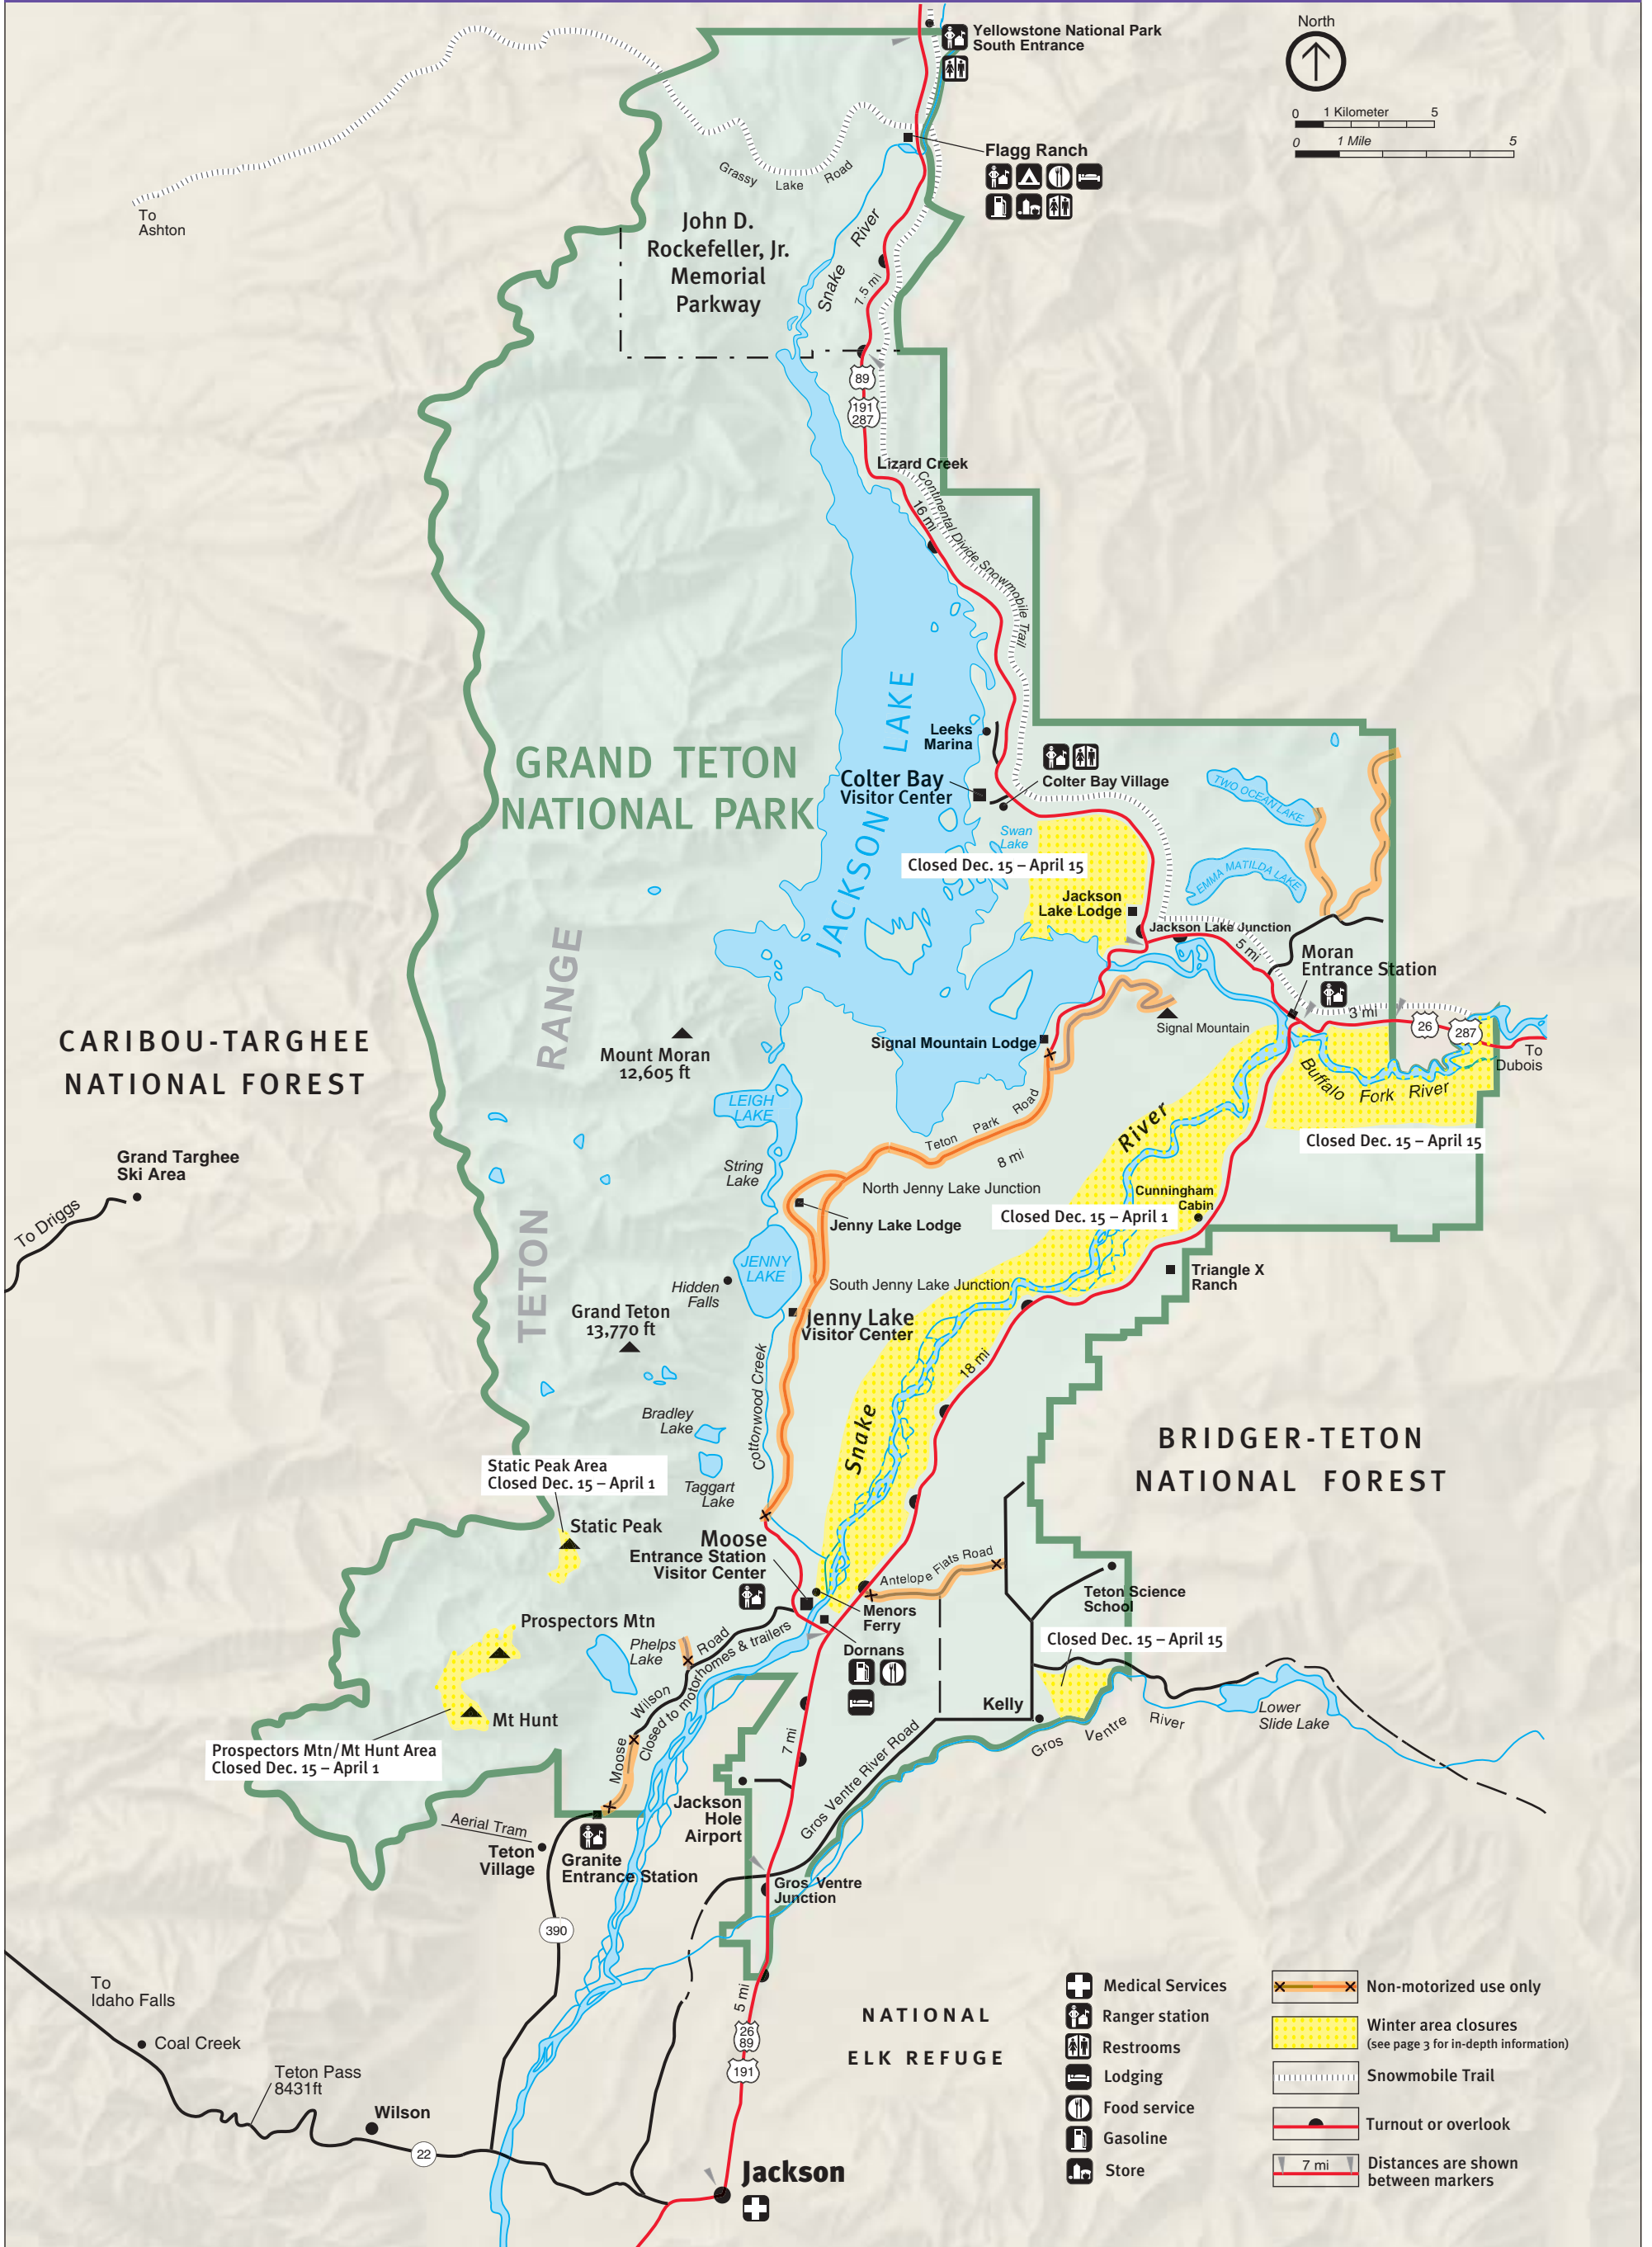 Yellowstone National Park
South Entrance
North
0 1 Kilometer 5
0 1 Mile 5
Flagg Ranch
Grassy Lake Road
To
Ashton
John D.
Rockefeller, Jr.
Memorial
Parkway
Snake River
7.5 mi
89
191
287
Lizard Creek
16 mi
Continental Divide Snowmobile Trail
JACKSON LAKE
Leeks
Marina
GRAND TETON
NATIONAL PARK
Colter Bay
Visitor Center
Colter Bay Village
TWO OCEAN LAKE
Swan
Lake
Closed Dec. 15 – April 15
EMMA MATILDA LAKE
Jackson
Lake Lodge
Jackson Lake Junction
5 mi
Moran
Entrance Station
3 mi
26
287
To
Dubois
TETON RANGE
CARIBOU-TARGHEE
NATIONAL FOREST
Mount Moran
12,605 ft
Signal Mountain
Signal Mountain Lodge
Buffalo Fork River
LEIGH
LAKE
Teton Park Road
8 mi
Closed Dec. 15 – April 15
Grand Targhee
Ski Area
To Driggs
String
Lake
North Jenny Lake Junction
Cunningham
Cabin
Closed Dec. 15 – April 1
Jenny Lake Lodge
JENNY
LAKE
Hidden
Falls
South Jenny Lake Junction
Triangle X
Ranch
Grand Teton
13,770 ft
Jenny Lake
Visitor Center
Cottonwood Creek
18 mi
Snake River
Bradley
Lake
Taggart
Lake
BRIDGER-TETON
NATIONAL FOREST
Static Peak Area
Closed Dec. 15 – April 1
Static Peak
Moose
Entrance Station
Visitor Center
Antelope Flats Road
Teton Science
School
Menors
Ferry
Prospectors Mtn
Phelps
Lake
Moose Wilson Road
Closed to motorhomes & trailers
Dornans
Closed Dec. 15 – April 15
Mt Hunt
Kelly
Lower
Slide Lake
Gros Ventre River
Prospectors Mtn/Mt Hunt Area
Closed Dec. 15 – April 1
7 mi
Gros Ventre River Road
Jackson
Hole
Airport
Aerial Tram
Teton
Village
Granite
Entrance Station
Gros Ventre
Junction
390
To
Idaho Falls
Coal Creek
Teton Pass
8431ft
Wilson
22
5 mi
26
89
191
NATIONAL
ELK REFUGE
Jackson
Medical Services
Ranger station
Restrooms
Lodging
Food service
Gasoline
Store
Non-motorized use only
Winter area closures
(see page 3 for in-depth information)
Snowmobile Trail
Turnout or overlook
7 mi
Distances are shown
between markers